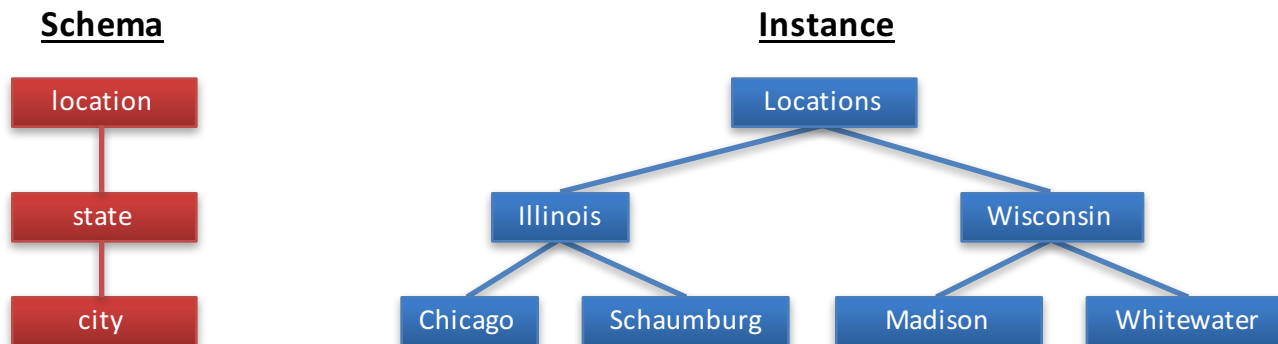 Schema
Instance
location
Locations
state
Illinois
Wisconsin
city
Chicago
Schaumburg
Madison
Whitewater